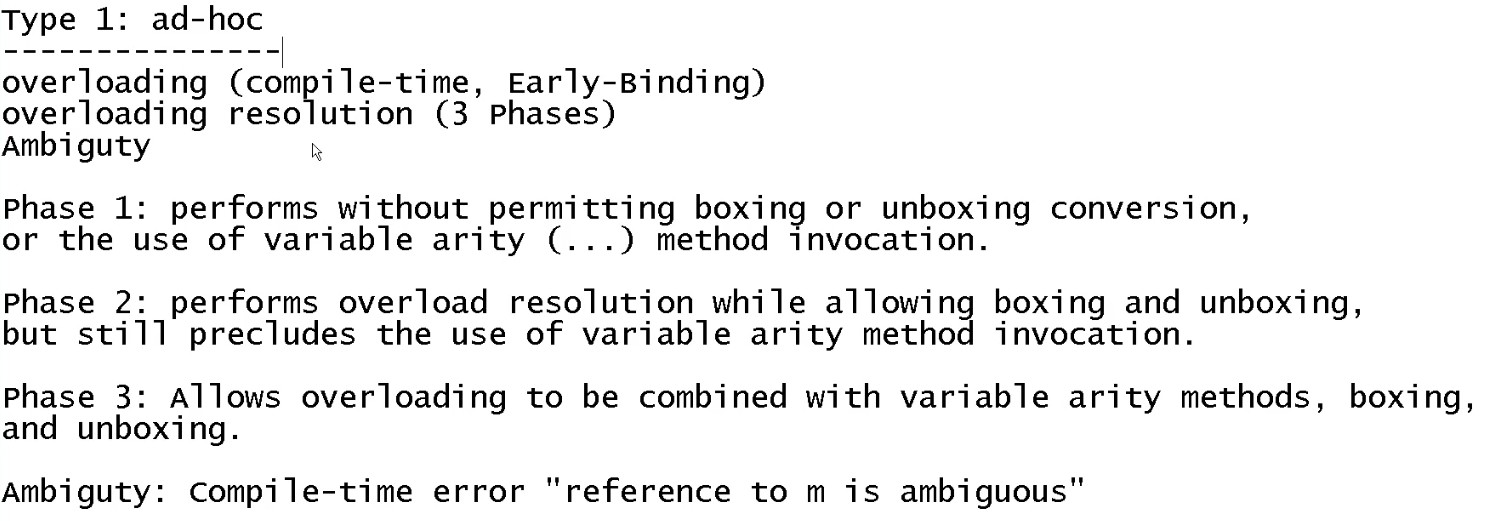 Type 1: ad-hoc
---------------
overloading (compile-time, Early-Binding)
overloading resolution (3 Phases)
Ambiguty
Phase 1: performs without permitting boxing or unboxing conversion,
or the use of variable arity (...) method invocation.
Phase 2: performs overload resolution while allowing boxing and unboxing,
but still precludes the use of variable arity method invocation.
Phase 3: Allows overloading to be combined with variable arity methods, boxing,
and unboxing.
Ambiguty: Compile-time error "reference to m is ambiguous"